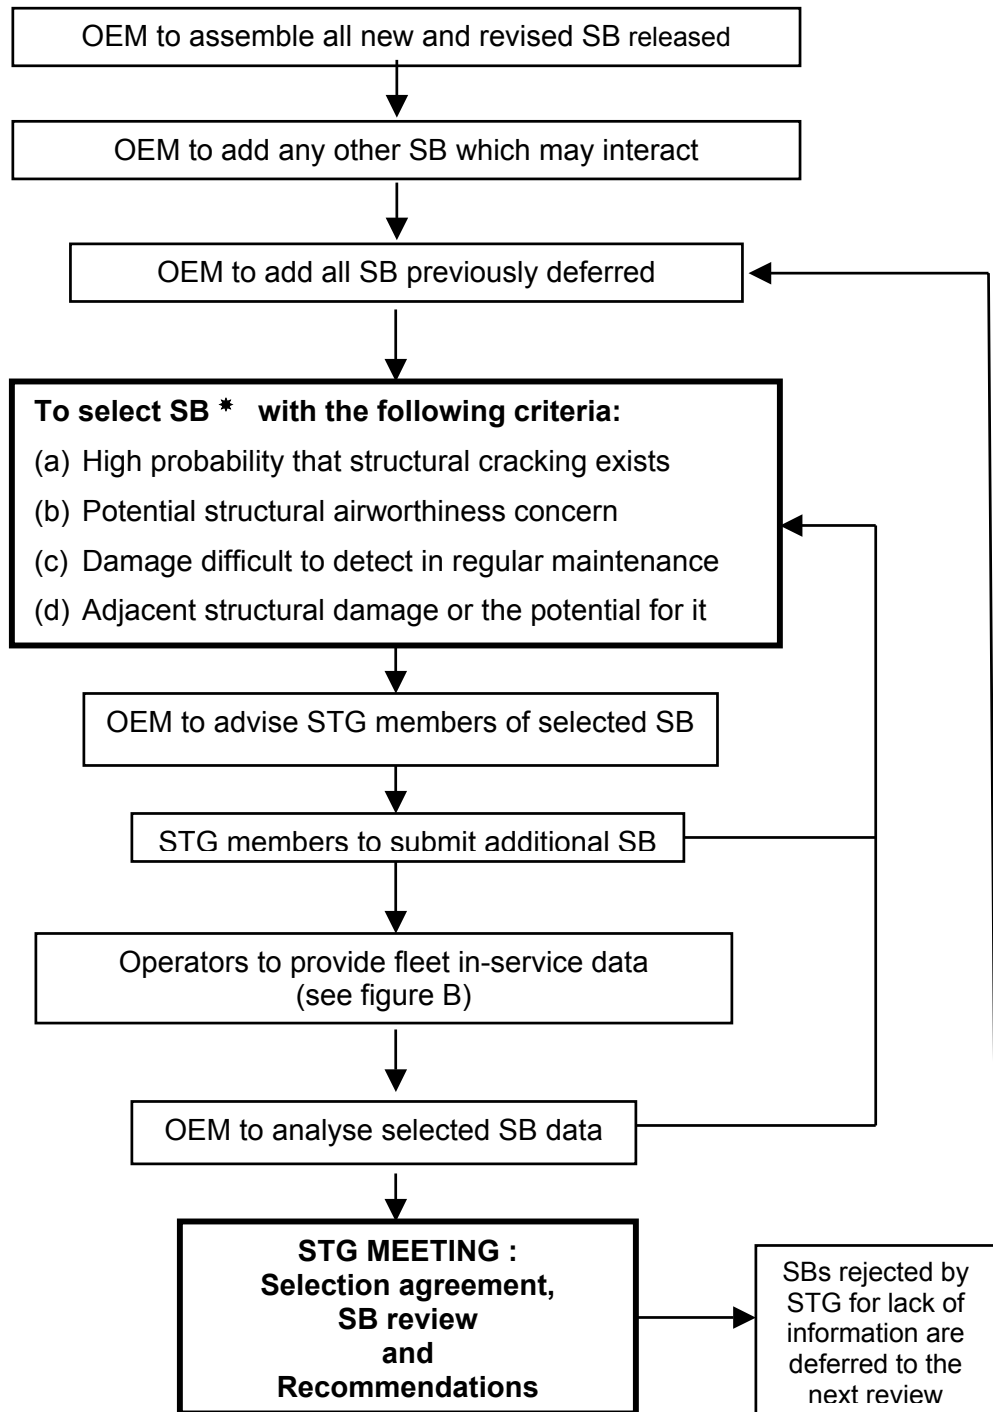 OEM to assemble all new and revised SB released
OEM to add any other SB which may interact
OEM to add all SB previously deferred
To select SB * with the following criteria:
(a) High probability that structural cracking exists
(b) Potential structural airworthiness concern
(c) Damage difficult to detect in regular maintenance
(d) Adjacent structural damage or the potential for it
OEM to advise STG members of selected SB
STG members to submit additional SB
Operators to provide fleet in-service data
(see figure B)
OEM to analyse selected SB data
STG MEETING :
Selection agreement,
SB review
and
Recommendations
SBs rejected by
STG for lack of
information are
deferred to the
next review